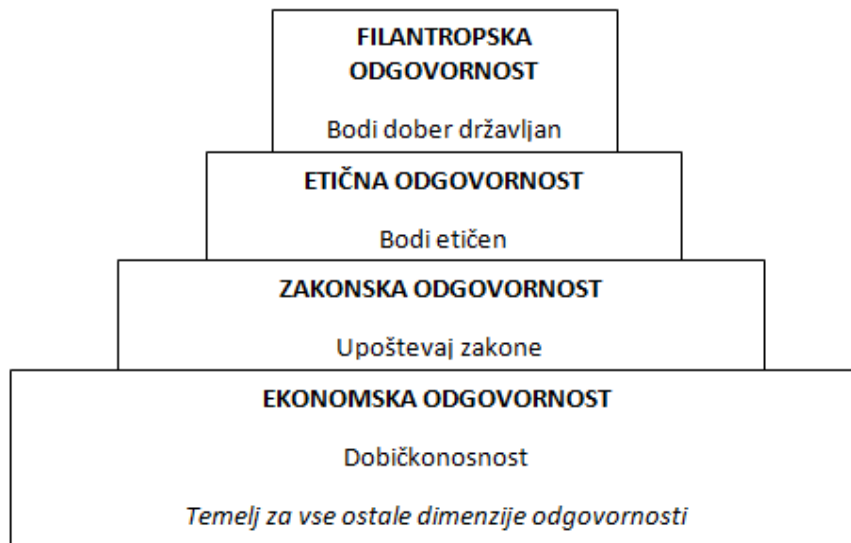 FILANTROPSKA
ODGOVORNOST
Bodi dober državljan
ETIČNA ODGOVORNOST
Bodi etičen
ZAKONSKA ODGOVORNOST
Upoštevaj zakone
EKONOMSKA ODGOVORNOST
Dobičkonosnost
Temelj za vse ostale dimenzije odgovornosti